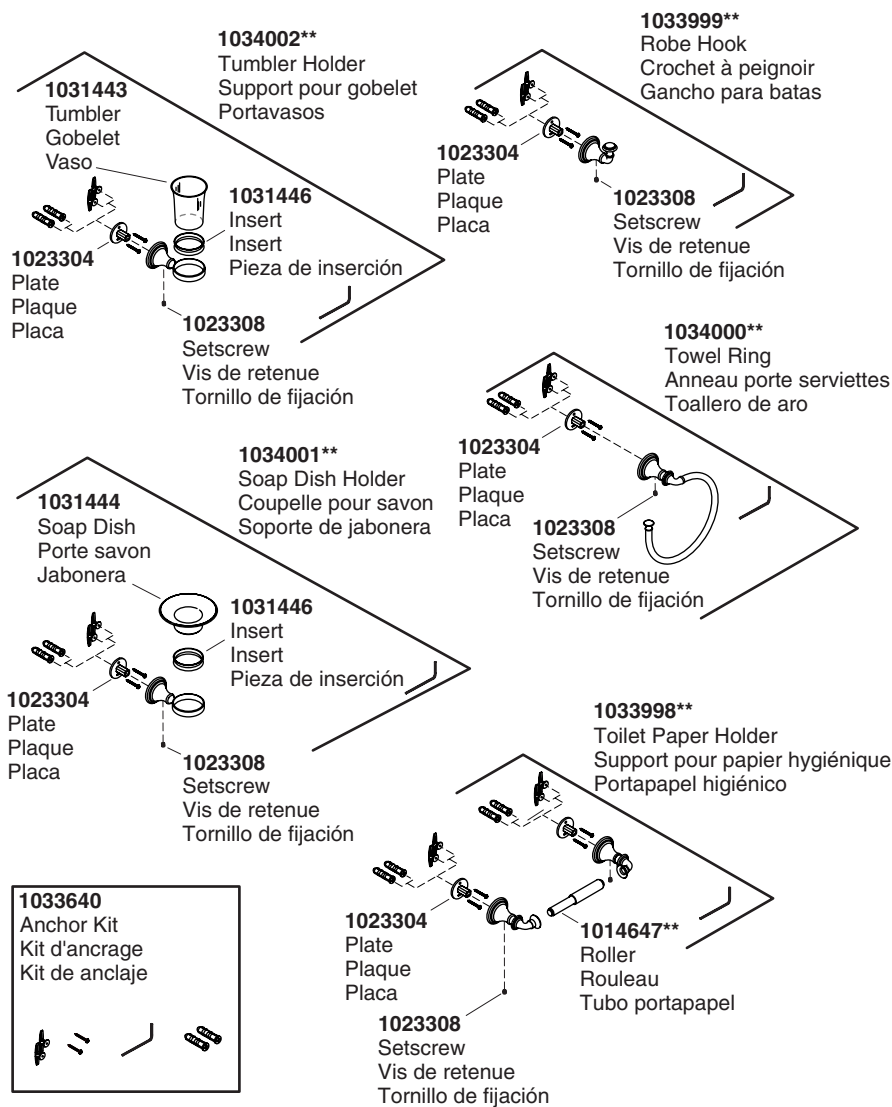 1034002**
Tumbler Holder
Support pour gobelet
Portavasos
1031443
Tumbler
Gobelet
Vaso
1031446
Insert
Insert
Pieza de inserción
1023304
Plate
Plaque
Placa
1023308
Setscrew
Vis de retenue
Tornillo de fijación
1033999**
Robe Hook
Crochet à peignoir
Gancho para batas
1023304
Plate
Plaque
Placa
1023308
Setscrew
Vis de retenue
Tornillo de fijación
1034000**
Towel Ring
Anneau porte serviettes
Toallero de aro
1023304
Plate
Plaque
Placa
1023308
Setscrew
Vis de retenue
Tornillo de fijación
1034001**
Soap Dish Holder
Coupelle pour savon
Soporte de jabonera
1031444
Soap Dish
Porte savon
Jabonera
1031446
Insert
Insert
Pieza de inserción
1023304
Plate
Plaque
Placa
1023308
Setscrew
Vis de retenue
Tornillo de fijación
1033998**
Toilet Paper Holder
Support pour papier hygiénique
Portapapel higiénico
1023304
Plate
Plaque
Placa
1014647**
Roller
Rouleau
Tubo portapapel
1023308
Setscrew
Vis de retenue
Tornillo de fijación
1033640
Anchor Kit
Kit d'ancrage
Kit de anclaje